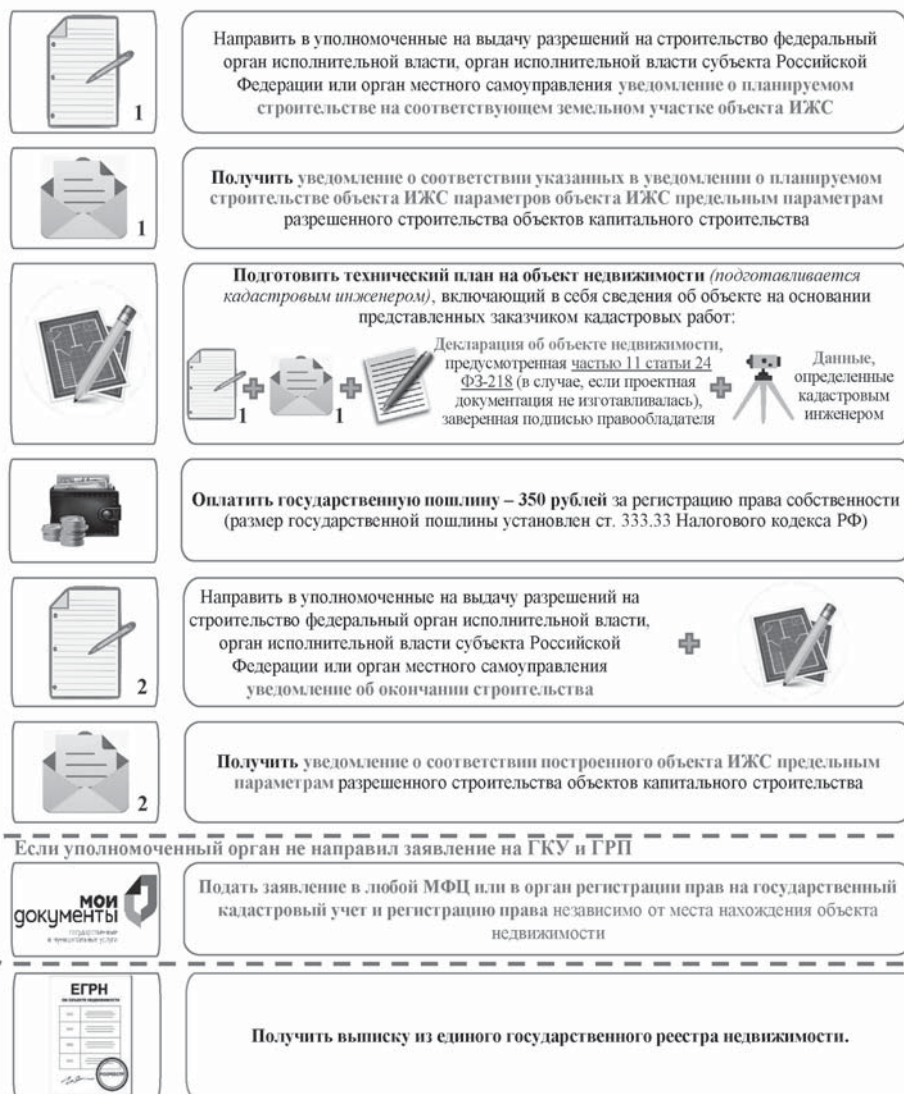 Направить в уполномоченные на выдачу разрешений на строительство федеральный
орган исполнительной власти, орган исполнительной власти субъекта Российской
Федерации или орган местного самоуправления уведомление о планируемом
строительстве на соответствующем земельном участке объекта ИЖС
1
Получить уведомление о соответствии указанных в уведомлении о планируемом
строительстве объекта ИЖС параметров объекта ИЖС предельным параметрам
разрешенного строительства объектов капитального строительства
1
Подготовить технический план на объект недвижимости (подготавливается
кадастровым инженером), включающий в себя сведения об объекте на основании
представленных заказчиком кадастровых работ:
1
1
Декларация об объекте недвижимости,
предусмотренная частью 11 статьи 24
ФЗ-218 (в случае, если проектная
документация не изготавливалась),
заверенная подписью правообладателя
Данные,
определенные
кадастровым
инженером
Оплатить государственную пошлину – 350 рублей за регистрацию права собственности
(размер государственной пошлины установлен ст. 333.33 Налогового кодекса РФ)
Направить в уполномоченные на выдачу разрешений на
строительство федеральный орган исполнительной власти,
орган исполнительной власти субъекта Российской
Федерации или орган местного самоуправления
уведомление об окончании строительства
2
Получить уведомление о соответствии построенного объекта ИЖС предельным
параметрам разрешенного строительства объектов капитального строительства
2
Если уполномоченный орган не направил заявление на ГКУ и ГРП
мои
документы
государственные
и муниципальные услуги
Подать заявление в любой МФЦ или в орган регистрации прав на государственный
кадастровый учет и регистрацию права независимо от места нахождения объекта
недвижимости
ЕГРН
Получить выписку из единого государственного реестра недвижимости.